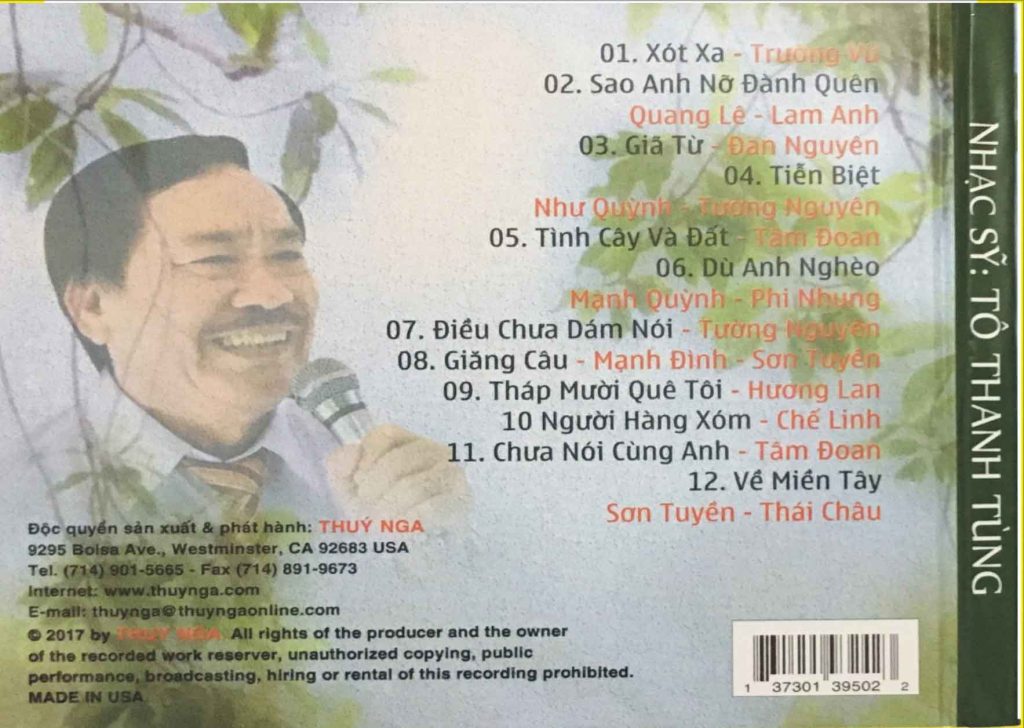 01. Xót Xa - Trường Vũ
02. Sao Anh Nỡ Đành Quên
Quang Lê - Lam Anh
03. Giã Từ - Đan Nguyên
04. Tiễn Biệt
Như Quỳnh - Tường Nguyên
05. Tình Cây Và Đất - Tâm Đoan
06. Dù Anh Nghèo
Mạnh Quỳnh - Phi Nhung
07. Điều Chưa Dám Nói - Tường Nguyên
08. Giăng Câu - Mạnh Đình - Sơn Tuyền
09. Tháp Mười Quê Tôi - Hương Lan
10 Người Hàng Xóm - Chế Linh
11. Chưa Nói Cùng Anh - Tâm Đoan
12. Về Miền Tây
Sơn Tuyền - Thái Châu
Độc quyền sản xuất & phát hành: THUÝ NGA
9295 Bolsa Ave., Westminster, CA 92683 USA
Tel. (714) 901-5665 - Fax (714) 891-9673
Internet: www.thuynga.com
E-mail: thuynga@thuyngaonline.com
© 2017 by THUÝ NGA. All rights of the producer and the owner
of the recorded work reserver, unauthorized copying, public
performance, broadcasting, hiring or rental of this recording prohibited.
MADE IN USA
1 37301 39502 2
NHẠC SỸ: TÔ THANH TÙNG